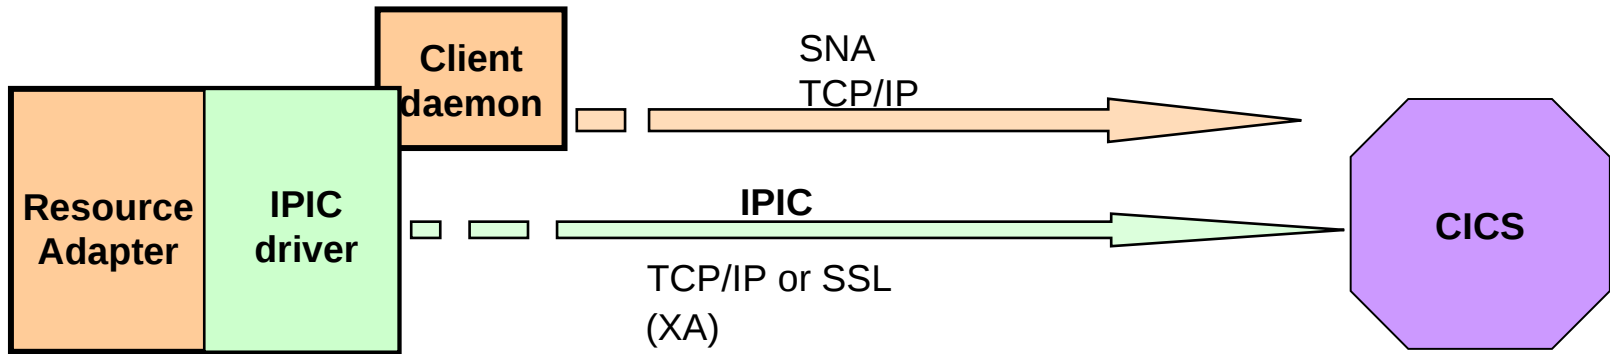 Client
daemon
SNA
TCP/IP
Resource
Adapter
IPIC
driver
IPIC
TCP/IP or SSL
(XA)
CICS